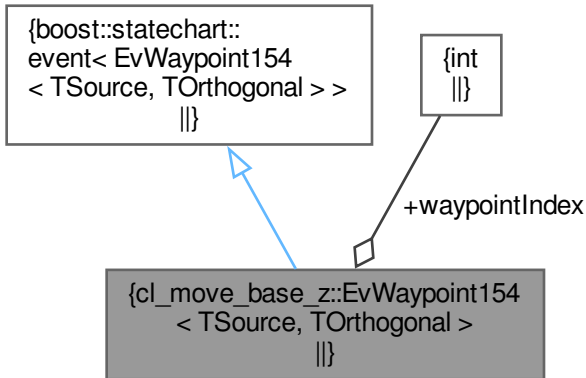 {boost::statechart::
event< EvWaypoint154
< TSource, TOrthogonal > >
||}
{int
||}
+waypointIndex
{cl_move_base_z::EvWaypoint154
< TSource, TOrthogonal >
||}